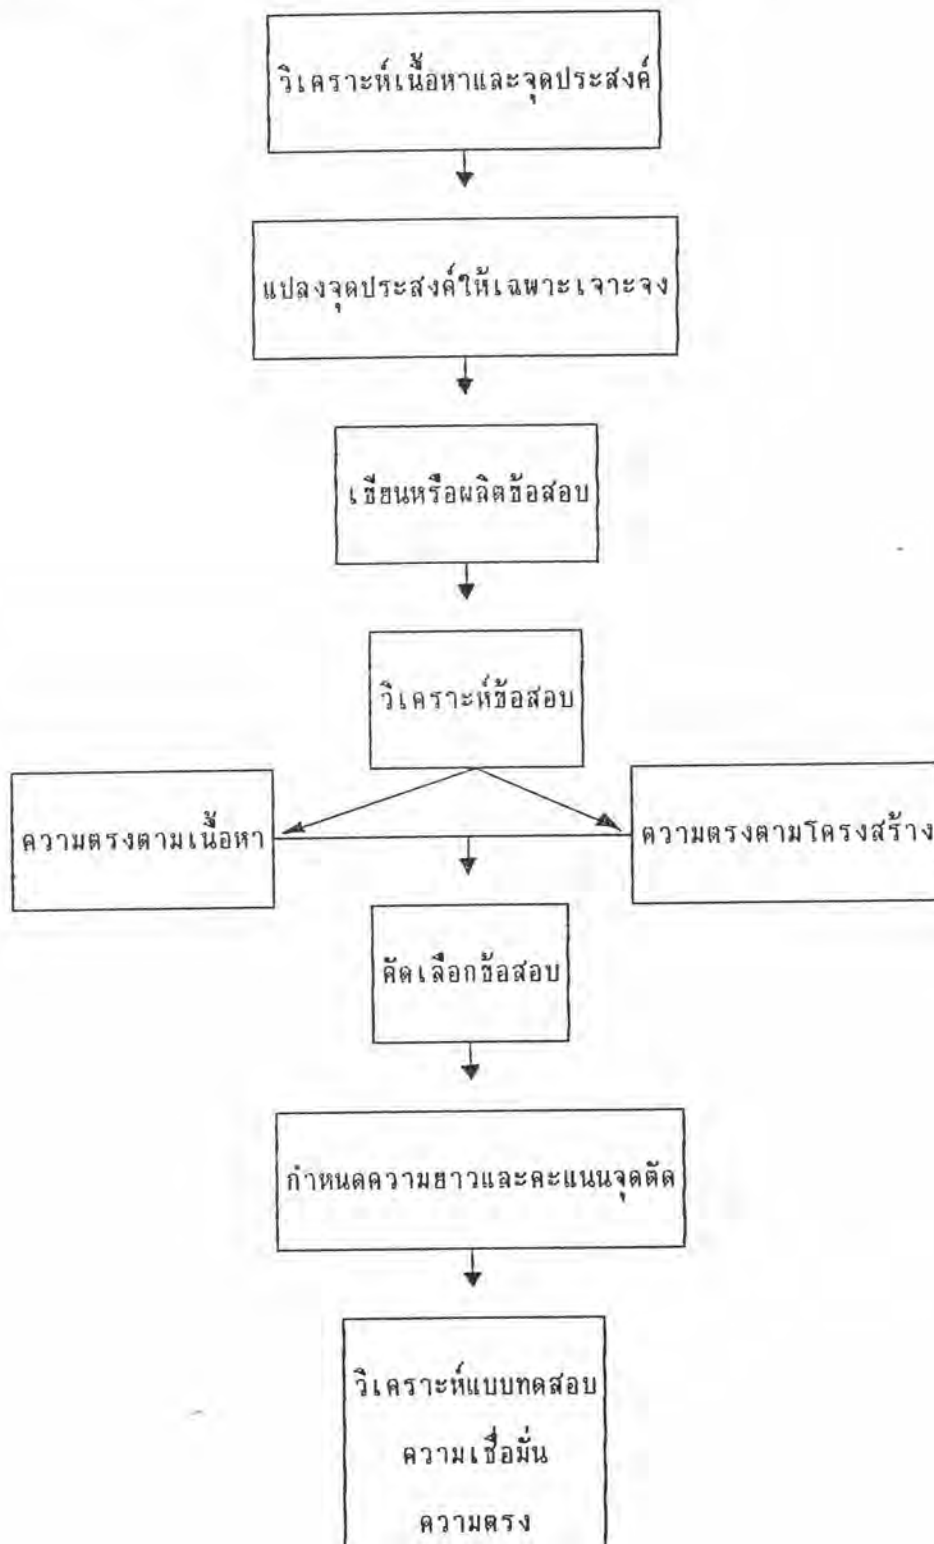 วิเคราะห์เนื้อหาและจุดประสงค์
แปลงจุดประสงค์ให้เฉพาะเจาะจง
เขียนหรือผลิตข้อสอบ
วิเคราะห์ข้อสอบ
ความตรงตามเนื้อหา
ความตรงตามโครงสร้าง
คัดเลือกข้อสอบ
กำหนดความยาวและคะแนนจุดตัด
วิเคราะห์แบบทดสอบ
ความเชื่อมั่น
ความตรง